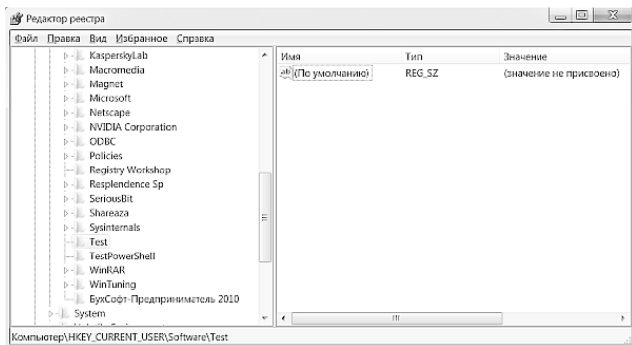 Редактор реестра
Файл Правка Вид Избранное Справка
KasperskyLab
Macromedia
Magnet
Microsoft
Netscape
NVIDIA Corporation
ODBC
Policies
Registry Workshop
Resplendence Sp
SeriousBit
Shareaza
Sysinternals
Test
TestPowerShell
WinRAR
WinTuning
БухСофт-Предприниматель 2010
System
Имя Тип Значение
ab (По умолчанию) REG_SZ (значение не присвоено)
Компьютер\HKEY_CURRENT_USER\Software\Test